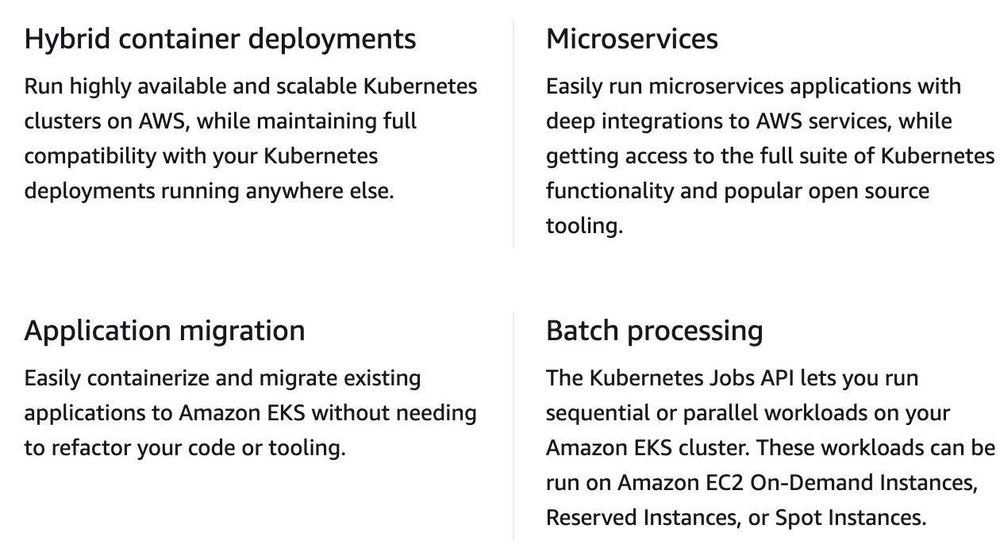 Hybrid container deployments
Run highly available and scalable Kubernetes
clusters on AWS, while maintaining full
compatibility with your Kubernetes
deployments running anywhere else.
Microservices
Easily run microservices applications with
deep integrations to AWS services, while
getting access to the full suite of Kubernetes
functionality and popular open source
tooling.
Application migration
Easily containerize and migrate existing
applications to Amazon EKS without needing
to refactor your code or tooling.
Batch processing
The Kubernetes Jobs API lets you run
sequential or parallel workloads on your
Amazon EKS cluster. These workloads can be
run on Amazon EC2 On-Demand Instances,
Reserved Instances, or Spot Instances.